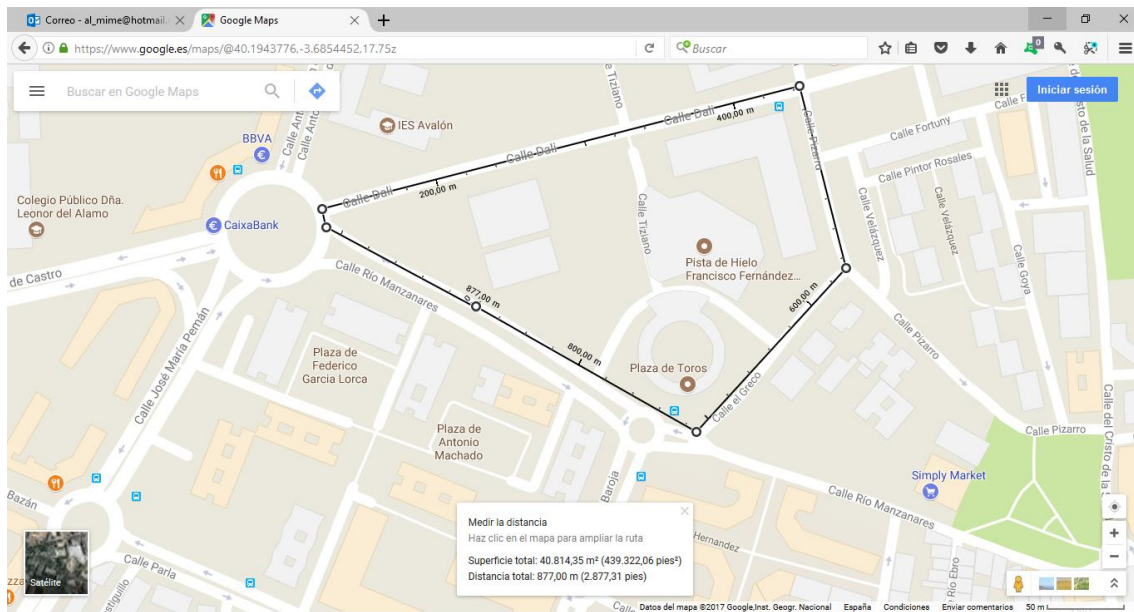 Correo - al_mime@hotmail.
Google Maps
https://www.google.es/maps/@40.1943776,-3.6854452,17.75z
Buscar
0
Buscar en Google Maps
Iniciar sesión
Calle Tiziano
Calle Dalí
400,00 m
Calle Pizarro
Calle Fortuny
IES Avalón
BBVA
Calle Dalí
Calle Pintor Rosales
Calle Dalí
200,00 m
Colegio Público Dña.
Leonor del Alamo
CaixaBank
Calle Tiziano
Calle Velázquez
Calle Velázquez
Calle Goya
Pista de Hielo
Francisco Fernández...
de Castro
Calle Río Manzanares
877,00 m
0
600,00 m
Calle José María Pemán
Calle Pizarro
800,00 m
Plaza de
Federico
Garcia Lorca
Plaza de Toros
Calle el Greco
Calle del Cristo de la S
Plaza de
Antonio
Machado
Calle Pizarro
Simply Market
Baroja
Calle Río Manzanares
Bazán
Medir la distancia
Haz clic en el mapa para ampliar la ruta
Superficie total: 40.814,35 m² (439.322,06 pies²)
Distancia total: 877,00 m (2.877,31 pies)
Hernandez
Calle Parla
Río Ebro
Satélite
Datos del mapa ©2017 Google,Inst. Geogr. Nacional
España
Condiciones
Enviar comentarios
50 m